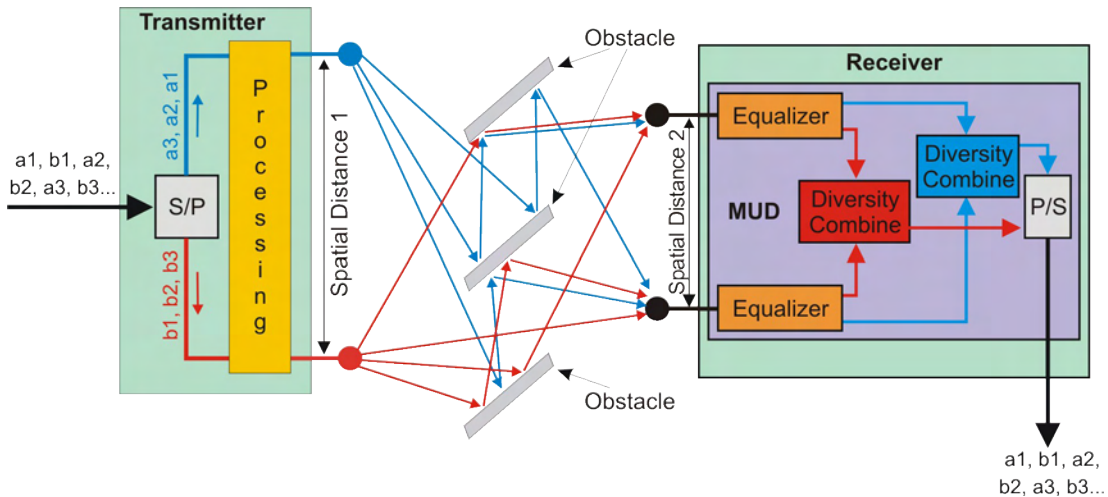 Transmitter
a1, b1, a2,
b2, a3, b3...
S/P
a3, a2, a1
b1, b2, b3
Processing
Spatial Distance 1
Obstacle
Obstacle
Spatial Distance 2
Receiver
Equalizer
Diversity
Combine
MUD
Diversity
Combine
P/S
Equalizer
a1, b1, a2,
b2, a3, b3...